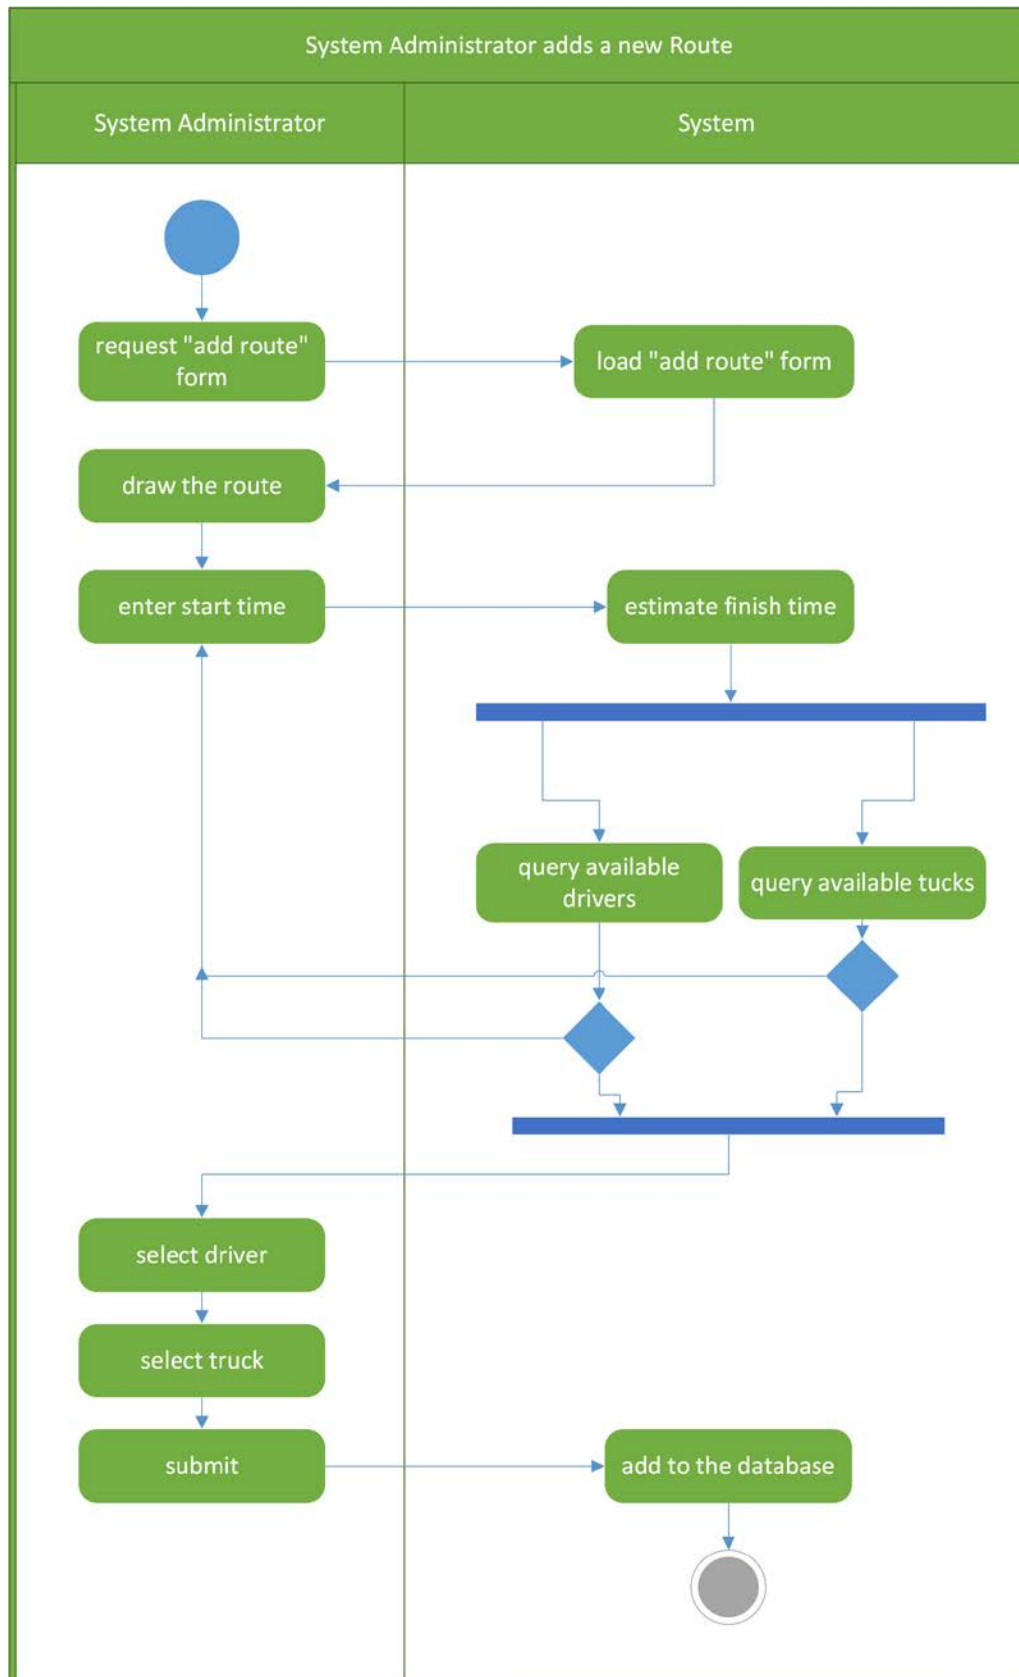 System Administrator adds a new Route
System Administrator
System
request "add route"
form
load "add route" form
draw the route
enter start time
estimate finish time
query available
drivers
query available tucks
select driver
select truck
submit
add to the database